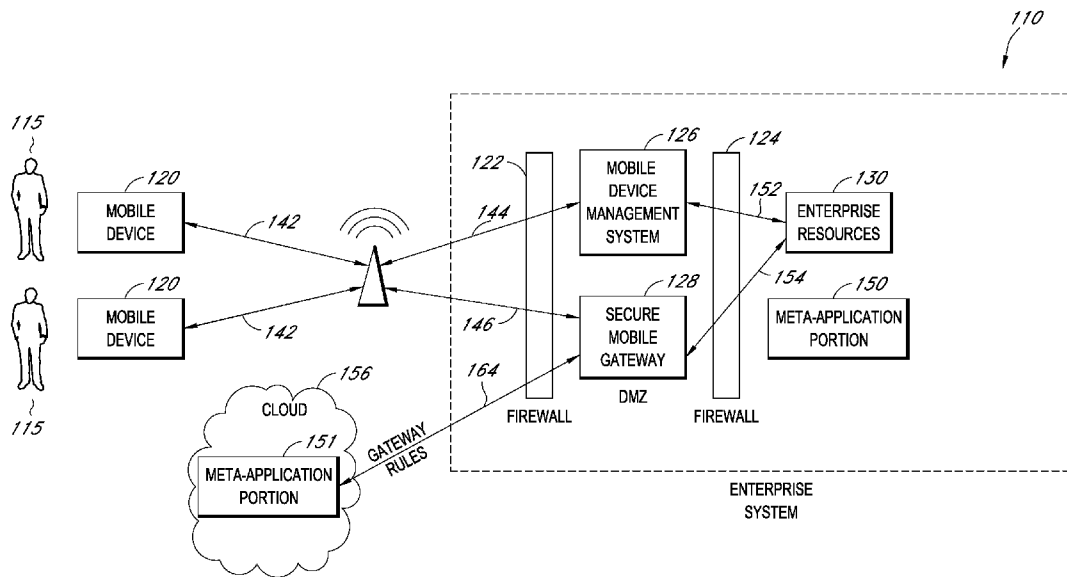 110
115
120
MOBILE
DEVICE
142
144
122
126
MOBILE
DEVICE
MANAGEMENT
SYSTEM
124
152
130
ENTERPRISE
RESOURCES
154
120
MOBILE
DEVICE
142
115
146
128
SECURE
MOBILE
GATEWAY
DMZ
150
META-APPLICATION
PORTION
FIREWALL
FIREWALL
156
CLOUD
151
META-APPLICATION
PORTION
164
GATEWAY
RULES
ENTERPRISE
SYSTEM